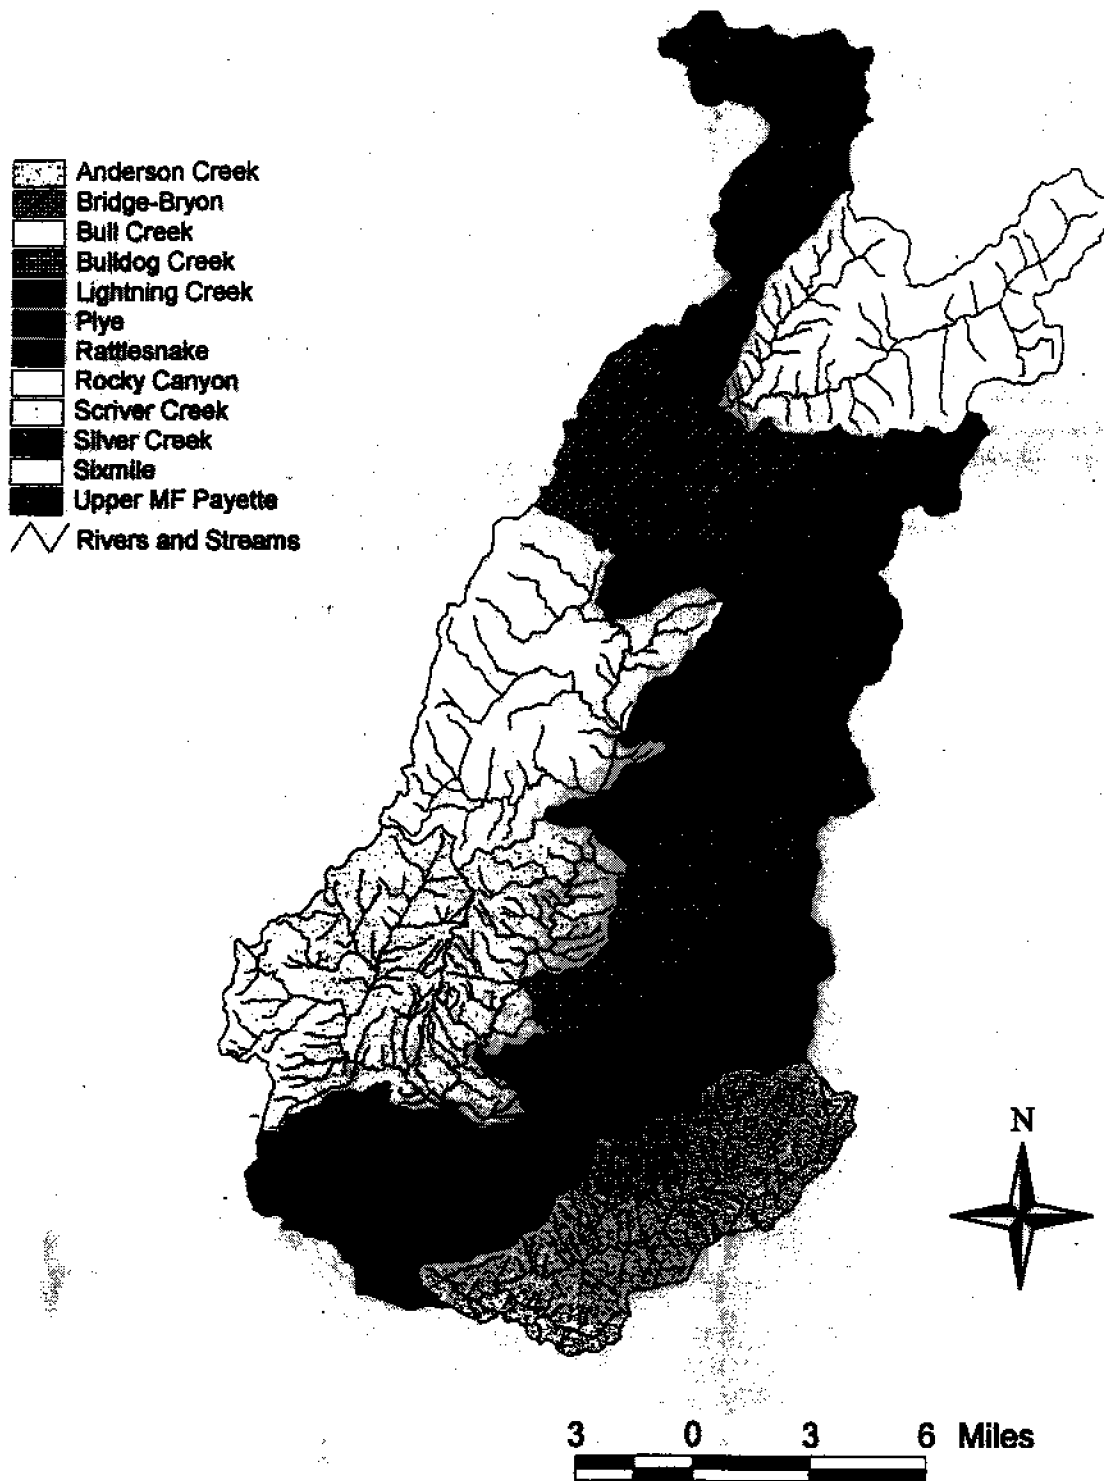 Anderson Creek
Bridge-Bryon
Bull Creek
Bulldog Creek
Lightning Creek
Plye
Rattlesnake
Rocky Canyon
Scriver Creek
Silver Creek
Sixmile
Upper MF Payette
Rivers and Streams
N
3 0 3 6 Miles